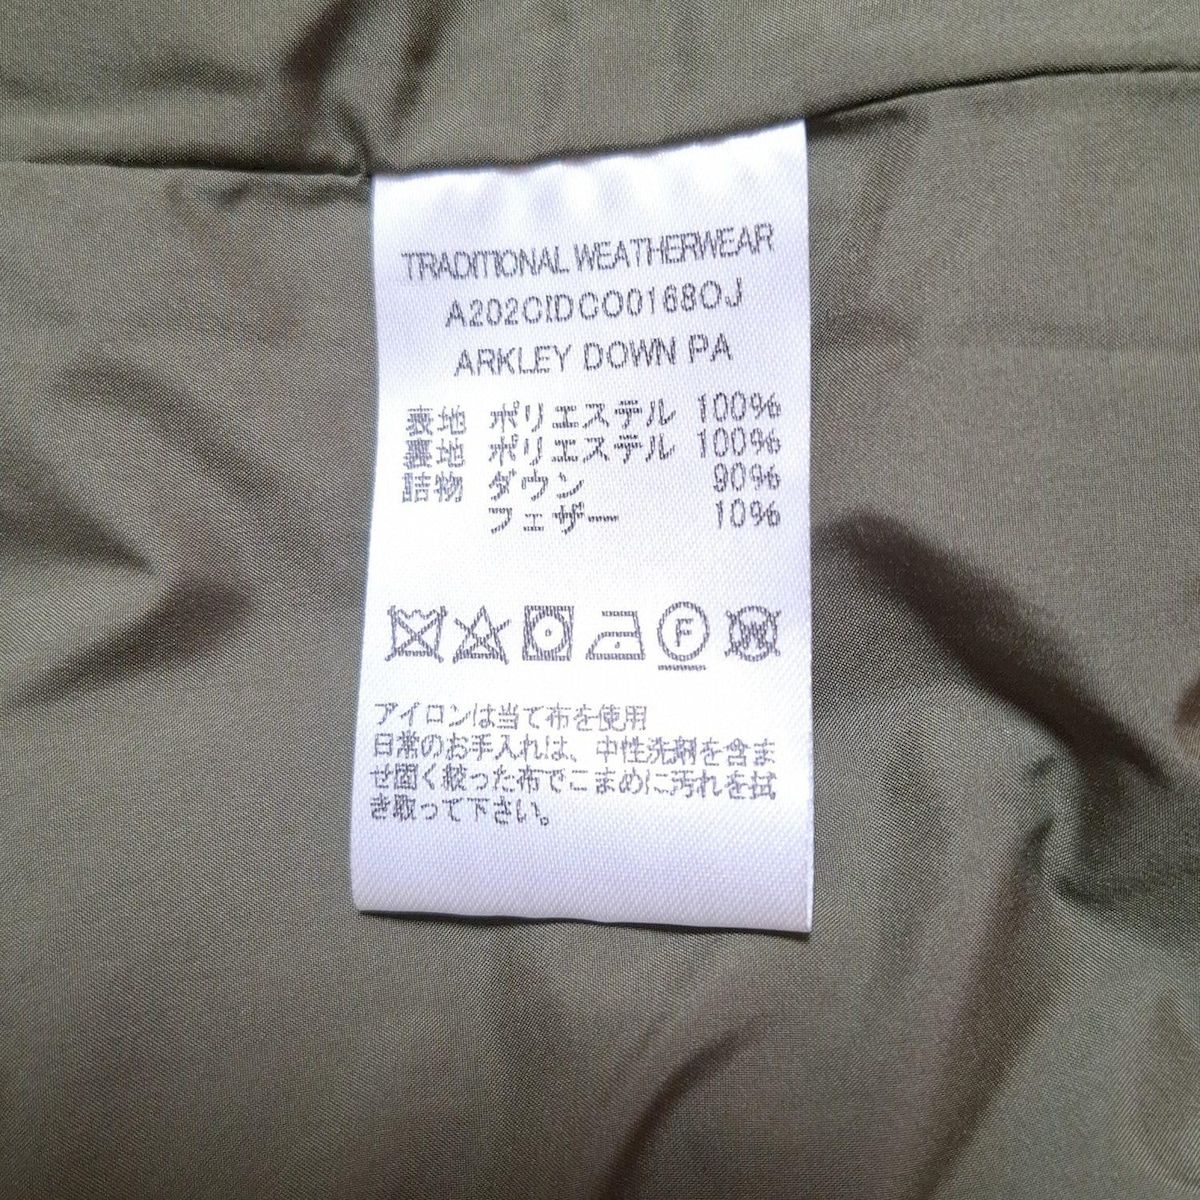 TRADITIONAL WEATHERWEAR
A202CIDCO0168OJ
ARKLEY DOWN PA
表地 ポリエステル 100%
裏地 ポリエステル 100%
詰物 ダウン 90%
フェザー 10%
F W
アイロンは当て布を使用
日常のお手入れは、中性洗剤を含ま
せ固く絞った布でこまめに汚れを拭
き取って下さい。